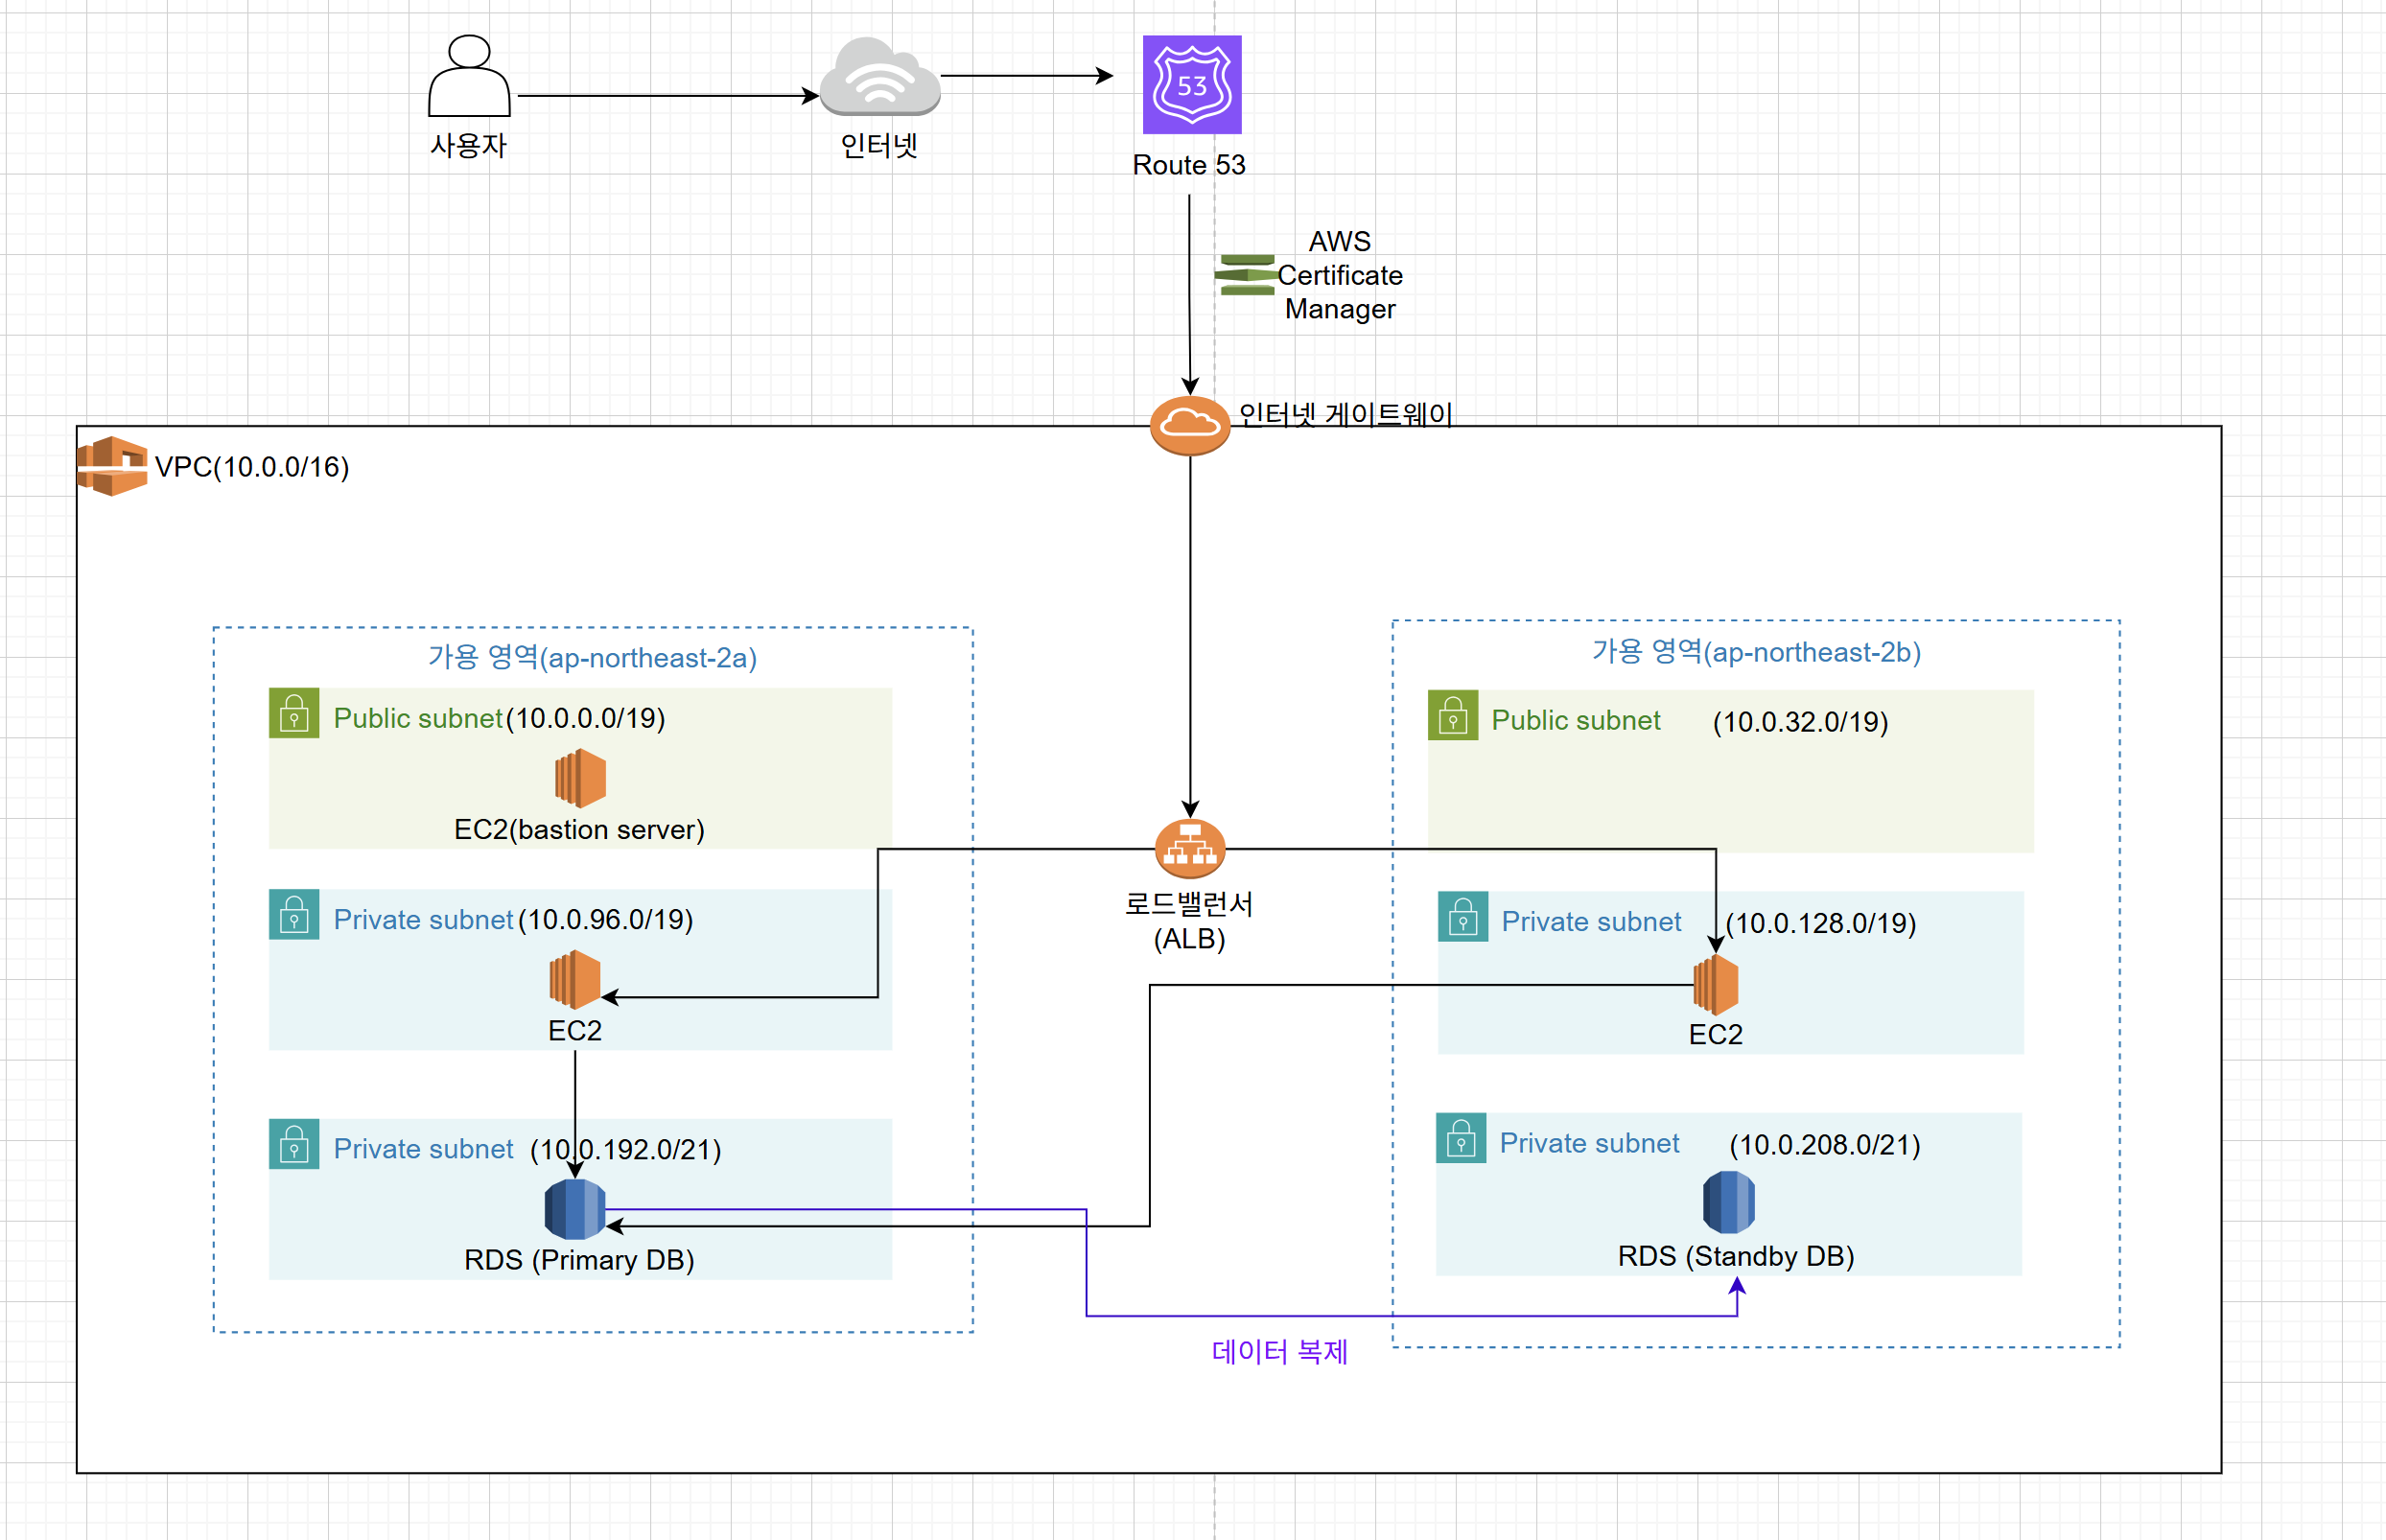 사용자
인터넷
53
Route 53
AWS
Certificate
Manager
인터넷 게이트웨이
VPC(10.0.0/16)
가용 영역(ap-northeast-2a)
Public subnet (10.0.0.0/19)
EC2(bastion server)
Private subnet (10.0.96.0/19)
EC2
Private subnet (10.0.192.0/21)
RDS (Primary DB)
로드밸런서
(ALB)
가용 영역(ap-northeast-2b)
Public subnet (10.0.32.0/19)
Private subnet (10.0.128.0/19)
EC2
Private subnet (10.0.208.0/21)
RDS (Standby DB)
데이터 복제